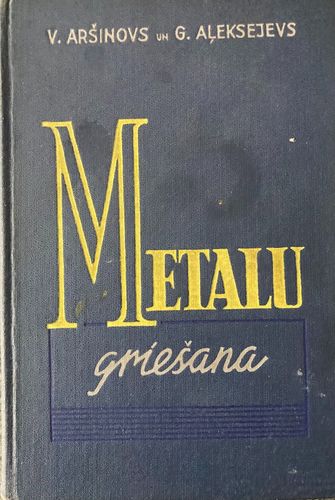 V. ARŠINOVS UN G. AĻEKSEJEVS
METALU
griešana